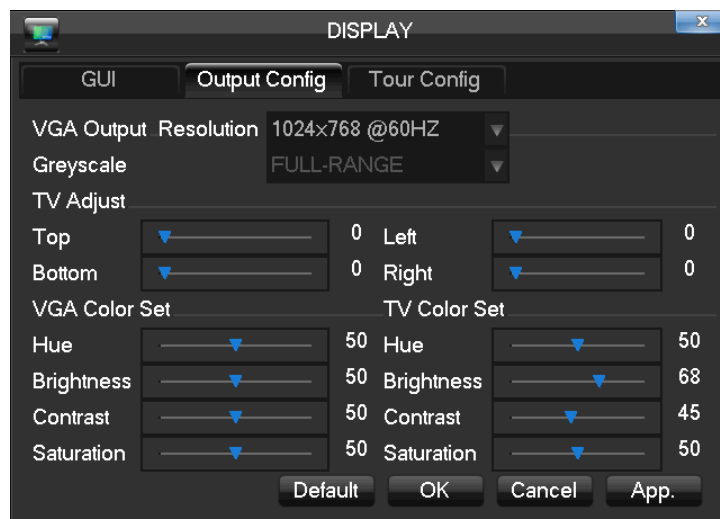 DISPLAY
x
GUI Output Config Tour Config
VGA Output Resolution 1024×768 @60HZ
Greyscale FULL-RANGE
TV Adjust
Top 0 Left 0
Bottom 0 Right 0
VGA Color Set TV Color Set
Hue 50 Hue 50
Brightness 50 Brightness 68
Contrast 50 Contrast 45
Saturation 50 Saturation 50
Default OK Cancel App.